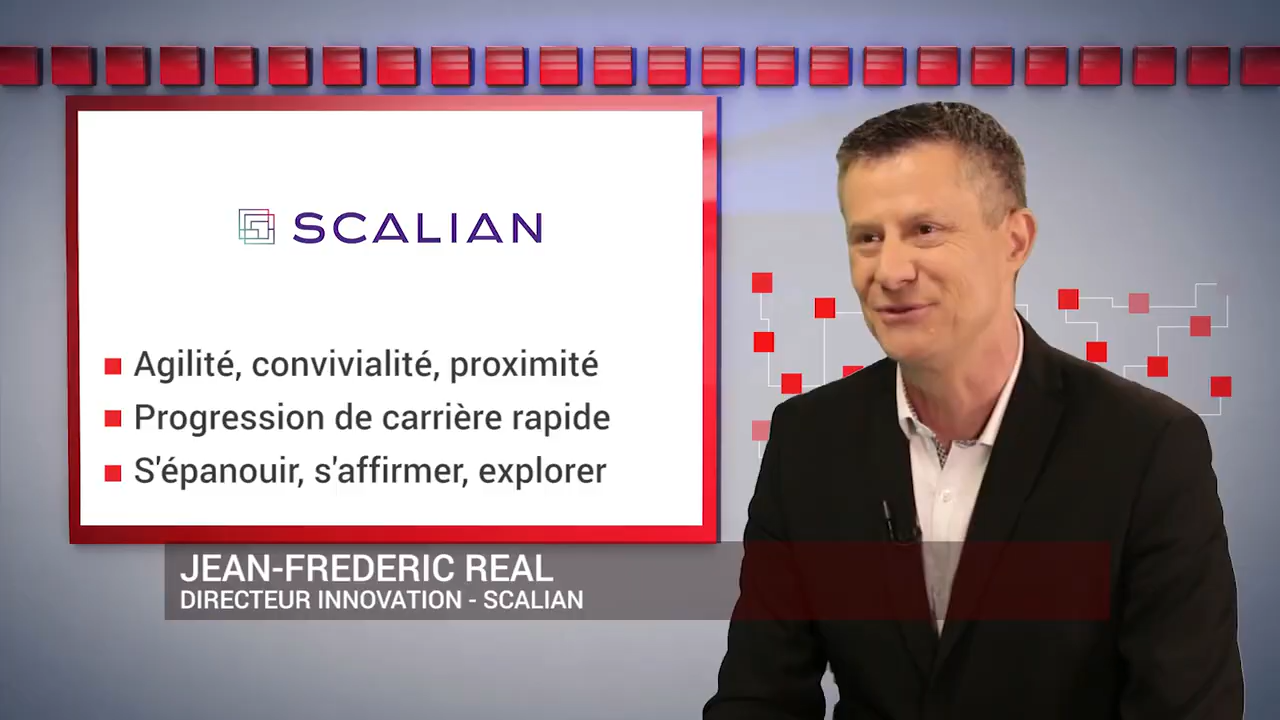 SCALIAN
Agilité, convivialité, proximité
Progression de carrière rapide
S'épanouir, s'affirmer, explorer
JEAN-FREDERIC REAL
DIRECTEUR INNOVATION - SCALIAN